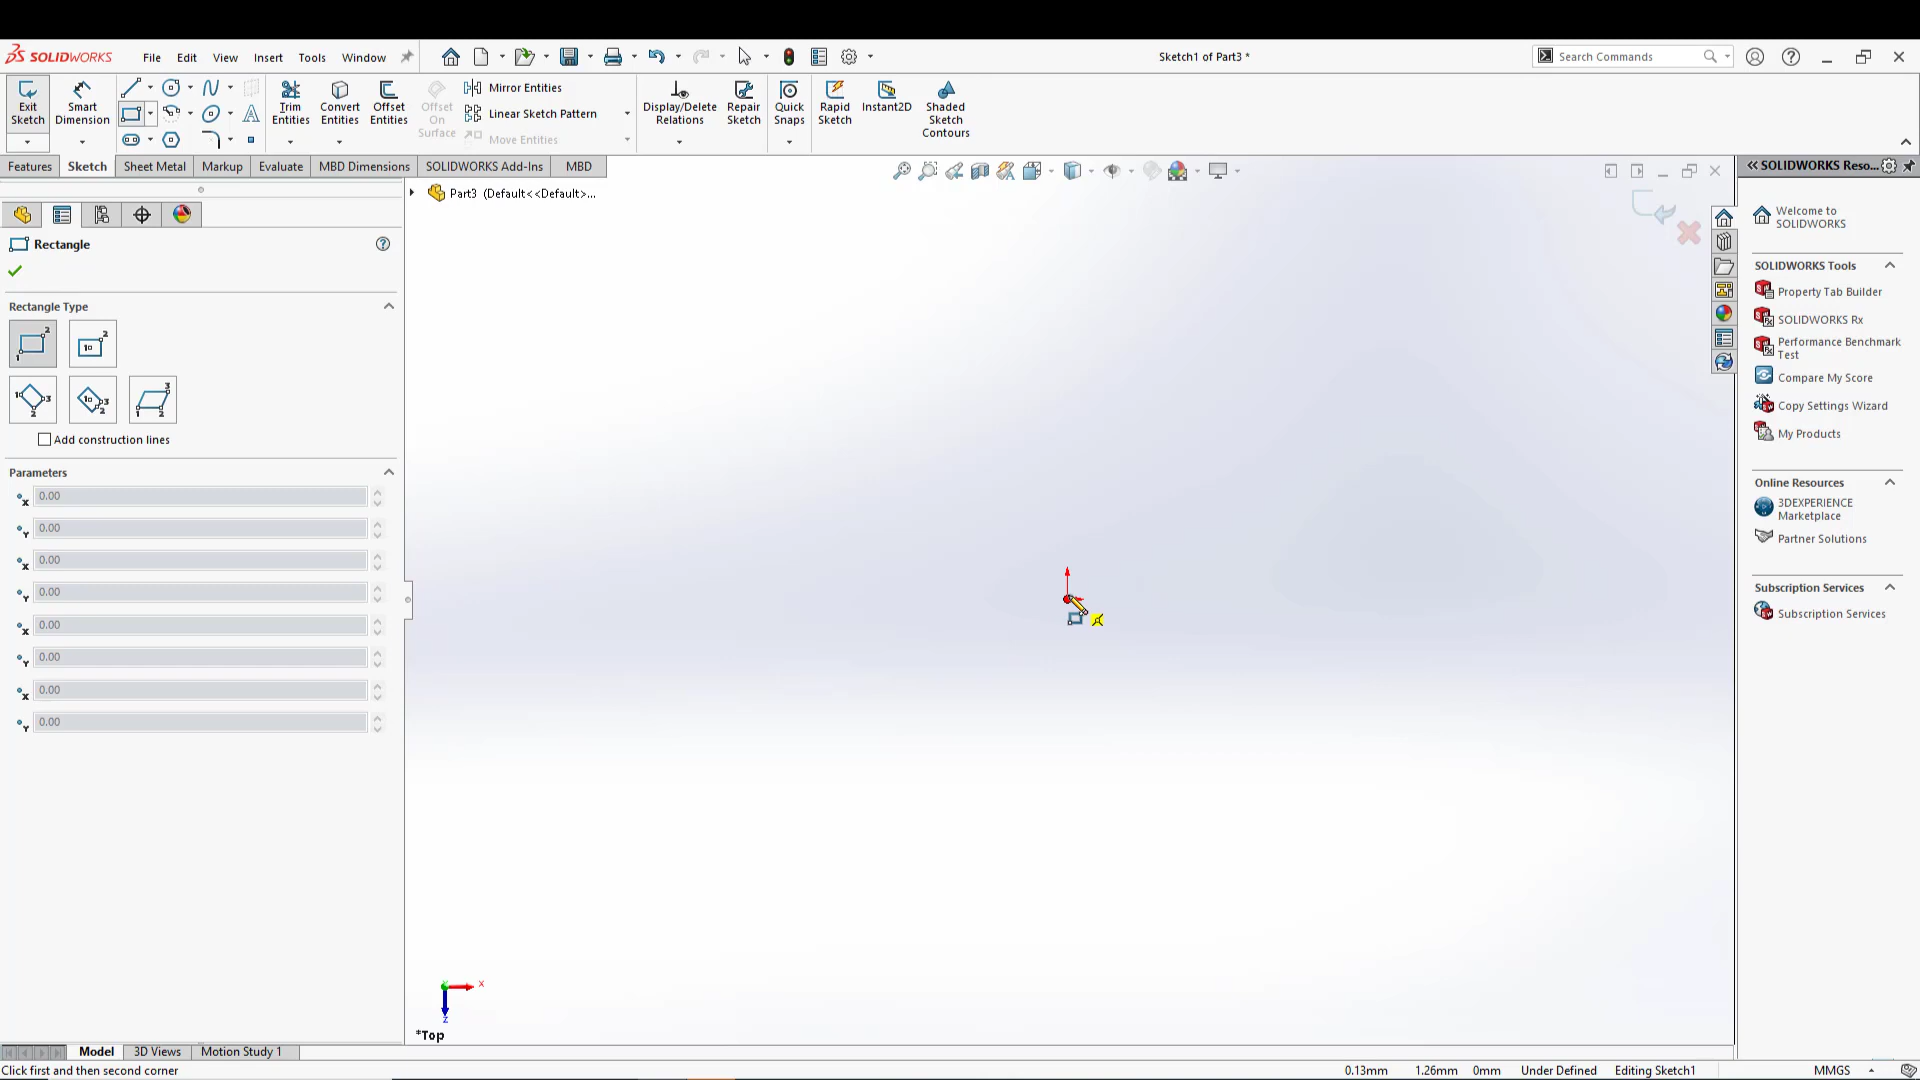 SOLIDWORKS File Edit View Insert Tools Window Sketch1 of Part3 * Search Commands
Exit Sketch Smart Dimension Trim Entities Convert Entities Offset Entities Offset On Surface Mirror Entities Linear Sketch Pattern Move Entities Display/Delete Relations Repair Sketch Quick Snaps Rapid Sketch Instant2D Shaded Sketch Contours
Features Sketch Sheet Metal Markup Evaluate MBD Dimensions SOLIDWORKS Add-Ins MBD
Part3 (Default<<Default>...
Rectangle
Rectangle Type
Add construction lines
Parameters
0.00
0.00
0.00
0.00
0.00
0.00
0.00
0.00
X
Z
*Top
SOLIDWORKS Reso...
Welcome to
SOLIDWORKS
SOLIDWORKS Tools
Property Tab Builder
SOLIDWORKS Rx
Performance Benchmark
Test
Compare My Score
Copy Settings Wizard
My Products
Online Resources
3DEXPERIENCE
Marketplace
Partner Solutions
Subscription Services
Subscription Services
Model 3D Views Motion Study 1
Click first and then second corner 0.13mm 1.26mm 0mm Under Defined Editing Sketch1 MMGS